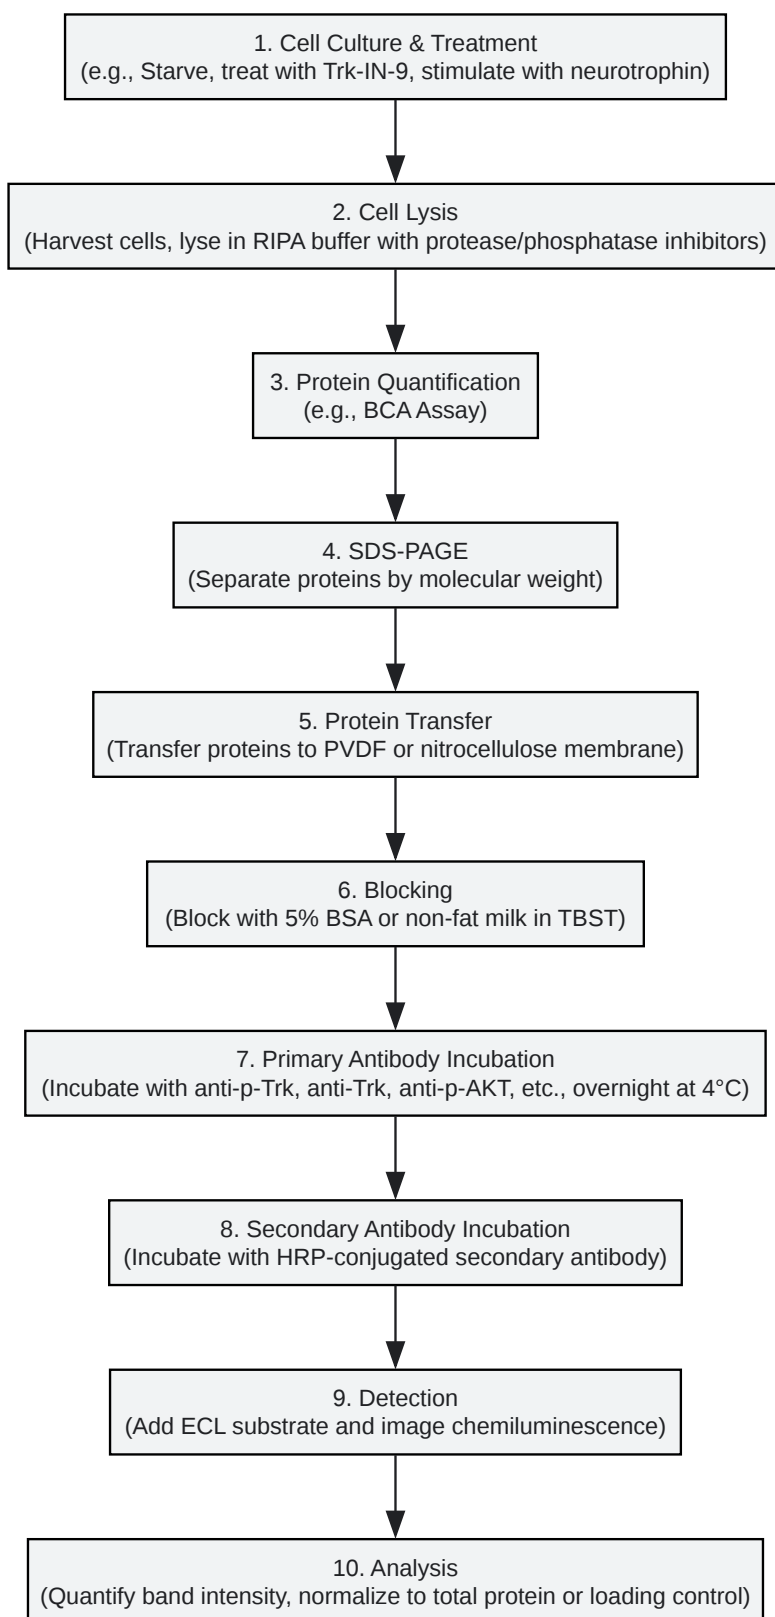 1. Cell Culture & Treatment
(e.g., Starve, treat with Trk-IN-9, stimulate with neurotrophin)
2. Cell Lysis
(Harvest cells, lyse in RIPA buffer with protease/phosphatase inhibitors)
3. Protein Quantification
(e.g., BCA Assay)
4. SDS-PAGE
(Separate proteins by molecular weight)
5. Protein Transfer
(Transfer proteins to PVDF or nitrocellulose membrane)
6. Blocking
(Block with 5% BSA or non-fat milk in TBST)
7. Primary Antibody Incubation
(Incubate with anti-p-Trk, anti-Trk, anti-p-AKT, etc., overnight at 4°C)
8. Secondary Antibody Incubation
(Incubate with HRP-conjugated secondary antibody)
9. Detection
(Add ECL substrate and image chemiluminescence)
10. Analysis
(Quantify band intensity, normalize to total protein or loading control)